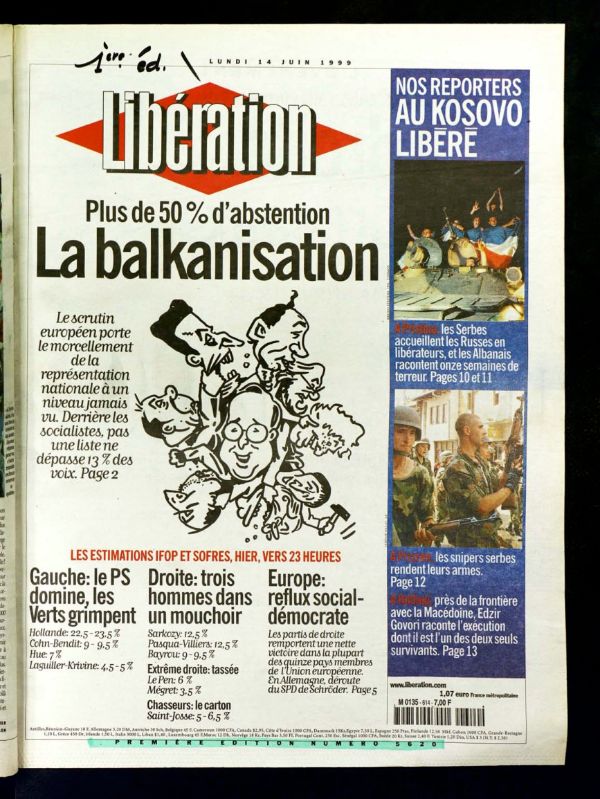 1ère éd.
LUNDI 14 JUIN 1999
Libération
Plus de 50 % d'abstention
La balkanisation
Le scrutin
européen porte
le morcellement
de la
représentation
nationale à un
niveau jamais
vu. Derrière les
socialistes, pas
une liste ne
dépasse 13 % des
voix. Page 2
NOS REPORTERS
AU KOSOVO
LIBÉRÉ
les Serbes
accueillent les Russes en
libérateurs, et les Albanais
racontent onze semaines de
terreur. Pages 10 et 11
les snipers serbes
rendent leurs armes.
Page 12
près de la frontière
avec la Macédoine, Edzir
Govori raconte l'exécution
dont il est l'un des deux seuls
survivants. Page 13
LES ESTIMATIONS IFOP ET SOFRES, HIER, VERS 23 HEURES
Gauche: le PS
domine, les
Verts grimpent
Hollande: 22,5 - 23,5 %
Cohn-Bendit: 9 - 9,5 %
Hue: 7 %
Laguiller-Krivine: 4,5 - 5 %
Droite: trois
hommes dans
un mouchoir
Sarkozy: 12,5 %
Pasqua-Villiers: 12,5 %
Bayrou: 9 - 9,5 %
Extrême droite: tassée
Le Pen: 6 %
Mégret: 3,5 %
Chasseurs: le carton
Saint-Josse: 5 - 6,5 %
Europe:
reflux social-
démocrate
Les partis de droite
remportent une nette
victoire dans la plupart
des quinze pays membres
de l'Union européenne.
En Allemagne, déroute
du SPD de Schröder. Page 5
www.liberation.com
1,07 euro France métropolitaine
M 0135 - 614 - 7,00 F
PREMIÈRE ÉDITION NUMÉRO 5620